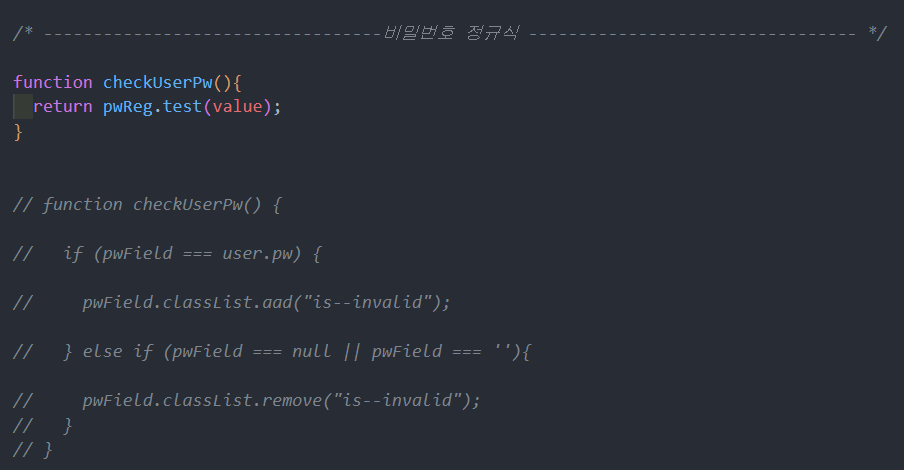 /* ----------------------------------비밀번호 정규식 --------------------------------- */
function checkUserPw(){
return pwReg.test(value);
}
// function checkUserPw() {
//   if (pwField === user.pw) {
//     pwField.classList.aad("is--invalid");
//   } else if (pwField === null || pwField === ''){
//     pwField.classList.remove("is--invalid");
//   }
// }